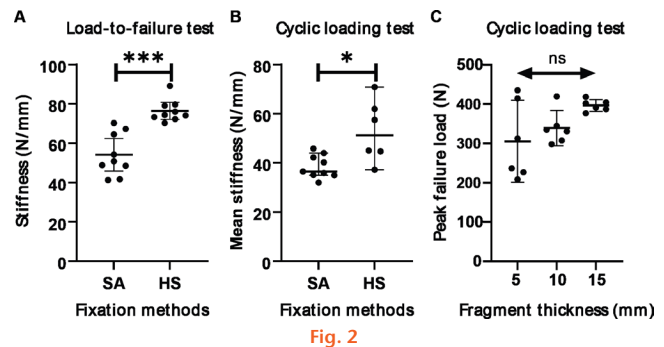 A Load-to-failure test
***
Stiffness (N/mm)
100
80
60
40
20
0
SA HS
Fixation methods
B Cyclic loading test
*
Mean stiffness (N/mm)
80
60
40
20
0
SA HS
Fixation methods
C Cyclic loading test
ns
Peak failure load (N)
500
400
300
200
100
0
5 10 15
Fragment thickness (mm)
Fig. 2